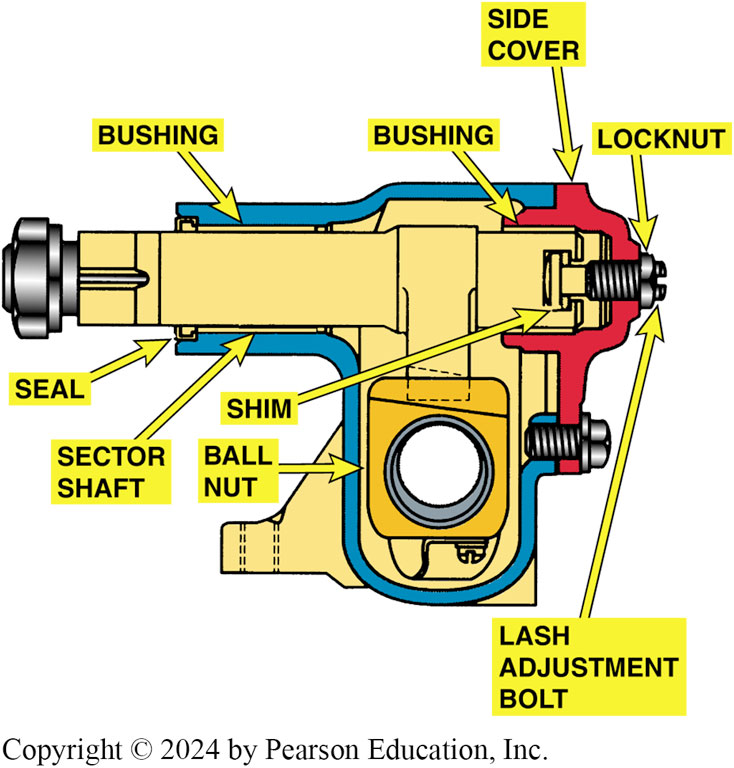 SIDE
COVER
BUSHING
BUSHING
LOCKNUT
SEAL
SHIM
SECTOR
SHAFT
BALL
NUT
LASH
ADJUSTMENT
BOLT
Copyright © 2024 by Pearson Education, Inc.